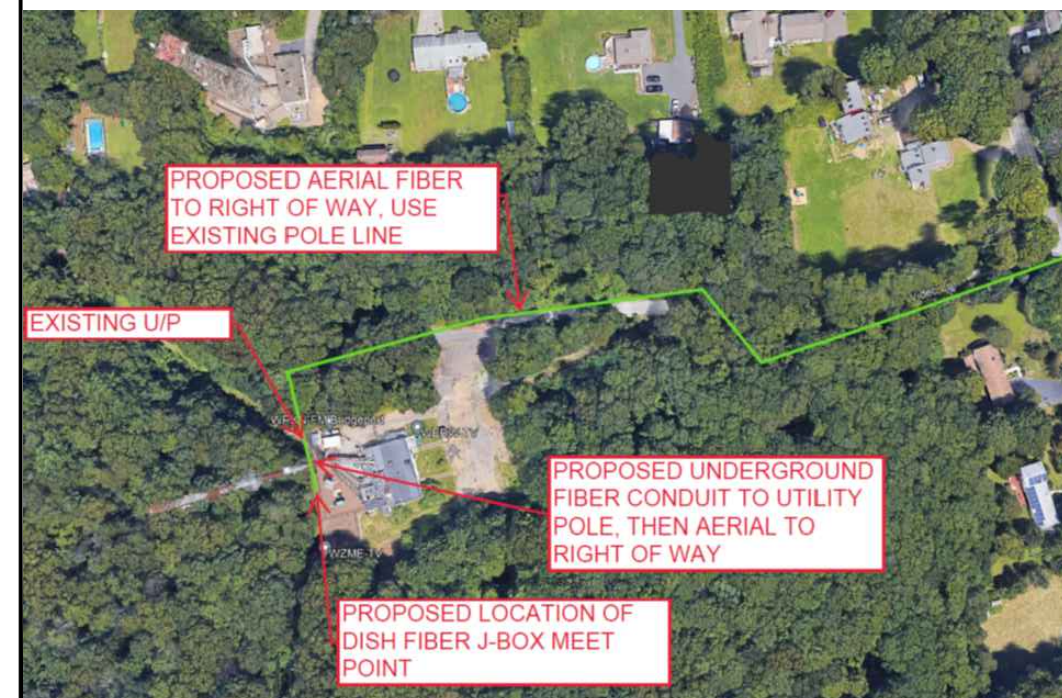 PROPOSED AERIAL FIBER
TO RIGHT OF WAY, USE
EXISTING POLE LINE
EXISTING U/P
PROPOSED UNDERGROUND
FIBER CONDUIT TO UTILITY
POLE, THEN AERIAL TO
RIGHT OF WAY
WZME-TV
PROPOSED LOCATION OF
DISH FIBER J-BOX MEET
POINT